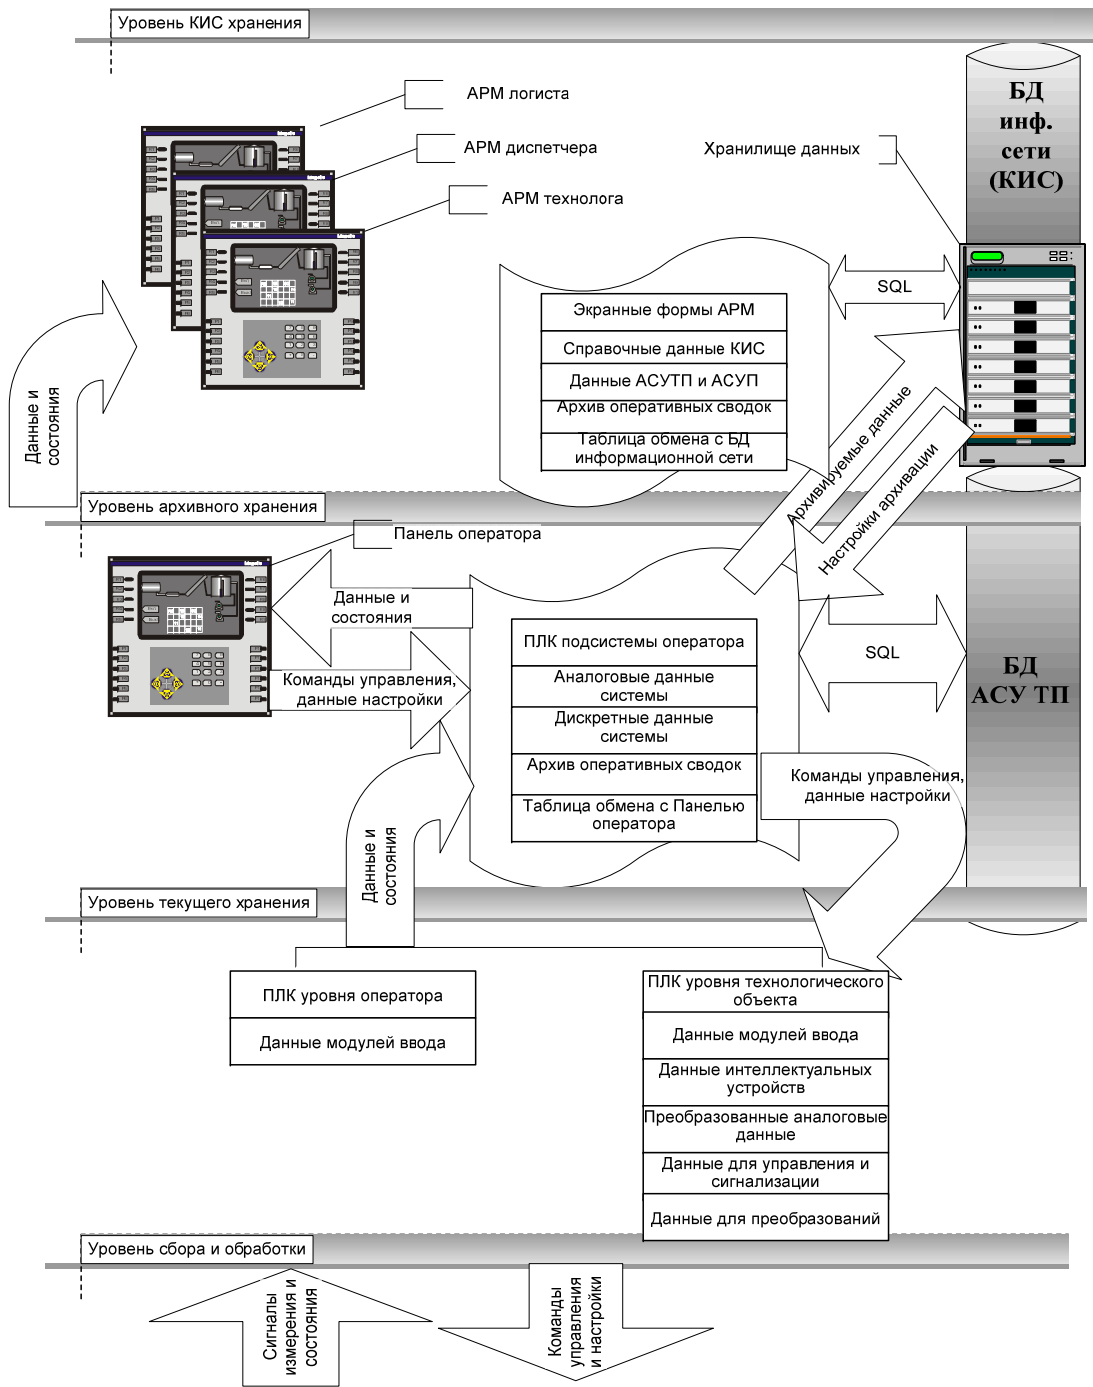 Уровень КИС хранения
АРМ логиста
АРМ диспетчера
АРМ технолога
Хранилище данных
БД
инф.
сети
(КИС)
SQL
Экранные формы АРМ
Справочные данные КИС
Данные АСУТП и АСУП
Архив оперативных сводок
Таблица обмена с БД
информационной сети
Данные и
состояния
Архивируемые данные
Настройки архивации
Уровень архивного хранения
Панель оператора
Данные и
состояния
Команды управления,
данные настройки
ПЛК подсистемы оператора
Аналоговые данные
системы
Дискретные данные
системы
Архив оперативных сводок
Таблица обмена с Панелью
оператора
SQL
БД
АСУ ТП
Команды управления,
данные настройки
Данные и
состояния
Уровень текущего хранения
ПЛК уровня оператора
Данные модулей ввода
ПЛК уровня технологического
объекта
Данные модулей ввода
Данные интеллектуальных
устройств
Преобразованные аналоговые
данные
Данные для управления и
сигнализации
Данные для преобразований
Уровень сбора и обработки
Сигналы
измерения и
состояния
Команды
управления
и настройки